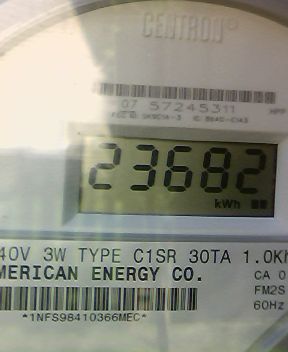 CENTRON
07 57245311
23682
kWh
40V 3W TYPE C1SR 30TA 1.0Kh
MERICAN ENERGY CO.
CA 0
FM2S
60Hz
*1NFS98410366MEC*